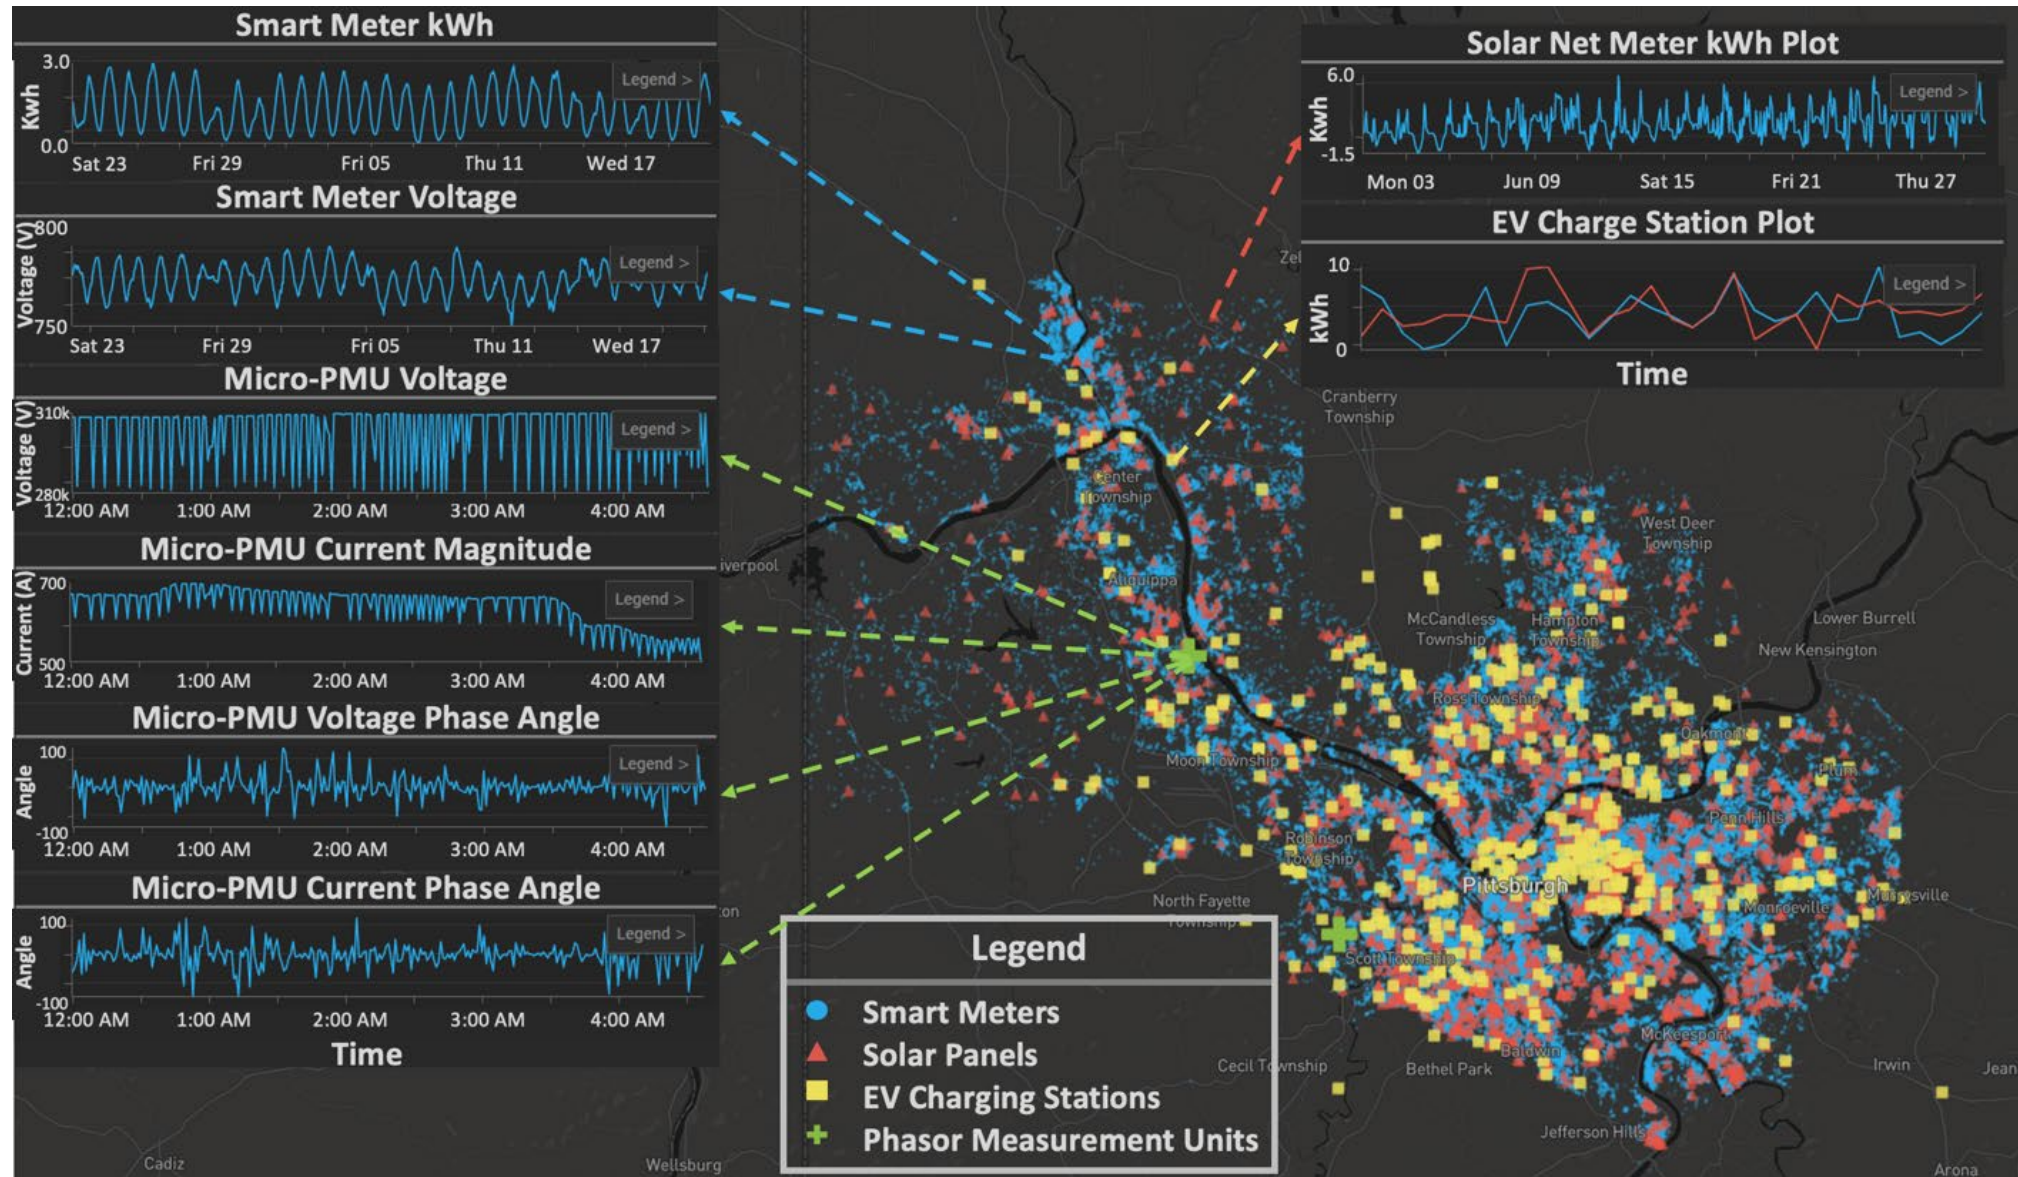 Smart Meter kWh
3.0
Kwh
Legend >
0.0
Sat 23 Fri 29 Fri 05 Thu 11 Wed 17
Smart Meter Voltage
800
Voltage (V)
Legend >
750
Sat 23 Fri 29 Fri 05 Thu 11 Wed 17
Micro-PMU Voltage
310k
Voltage (V)
Legend >
280k
12:00 AM 1:00 AM 2:00 AM 3:00 AM 4:00 AM
Micro-PMU Current Magnitude
700
Current (A)
Legend >
500
12:00 AM 1:00 AM 2:00 AM 3:00 AM 4:00 AM
Micro-PMU Voltage Phase Angle
100
Angle
Legend >
-100
12:00 AM 1:00 AM 2:00 AM 3:00 AM 4:00 AM
Micro-PMU Current Phase Angle
100
Angle
Legend >
-100
12:00 AM 1:00 AM 2:00 AM 3:00 AM 4:00 AM
Time
Solar Net Meter kWh Plot
6.0
Kwh
Legend >
-1.5
Mon 03 Jun 09 Sat 15 Fri 21 Thu 27
EV Charge Station Plot
10
kWh
Legend >
0
Time
Zel
Cranberry
Township
Center
Township
West Deer
Township
iverpool
Aliquippa
McCandless
Township
Hampton
Township
Lower Burrell
New Kensington
Ross Township
Oakmont
Moon Township
Plum
Penn Hills
Robinson
Township
Pittsburgh
North Fayette
Township
on
Monroeville
Murrysville
Scott Township
McKeesport
Baldwin
Cecil Township
Bethel Park
Irwin
Jean
Jefferson Hills
Cadiz
Wellsburg
Arona
Legend
Smart Meters
Solar Panels
EV Charging Stations
Phasor Measurement Units